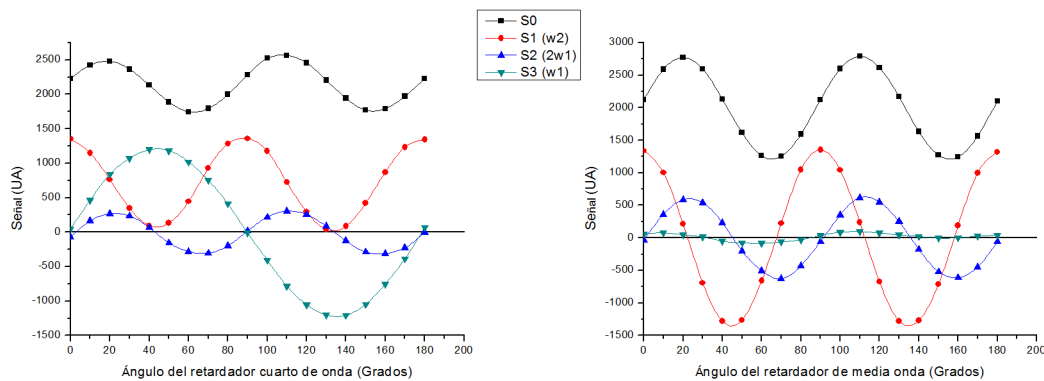 S0
S1 (w2)
S2 (2w1)
S3 (w1)
2500
2000
1500
1000
500
0
-500
-1000
-1500
Señal (UA)
0 20 40 60 80 100 120 140 160 180 200
Ángulo del retardador cuarto de onda (Grados)
3000
2500
2000
1500
1000
500
0
-500
-1000
-1500
Señal (UA)
0 20 40 60 80 100 120 140 160 180 200
Ángulo del retardador de media onda (Grados)